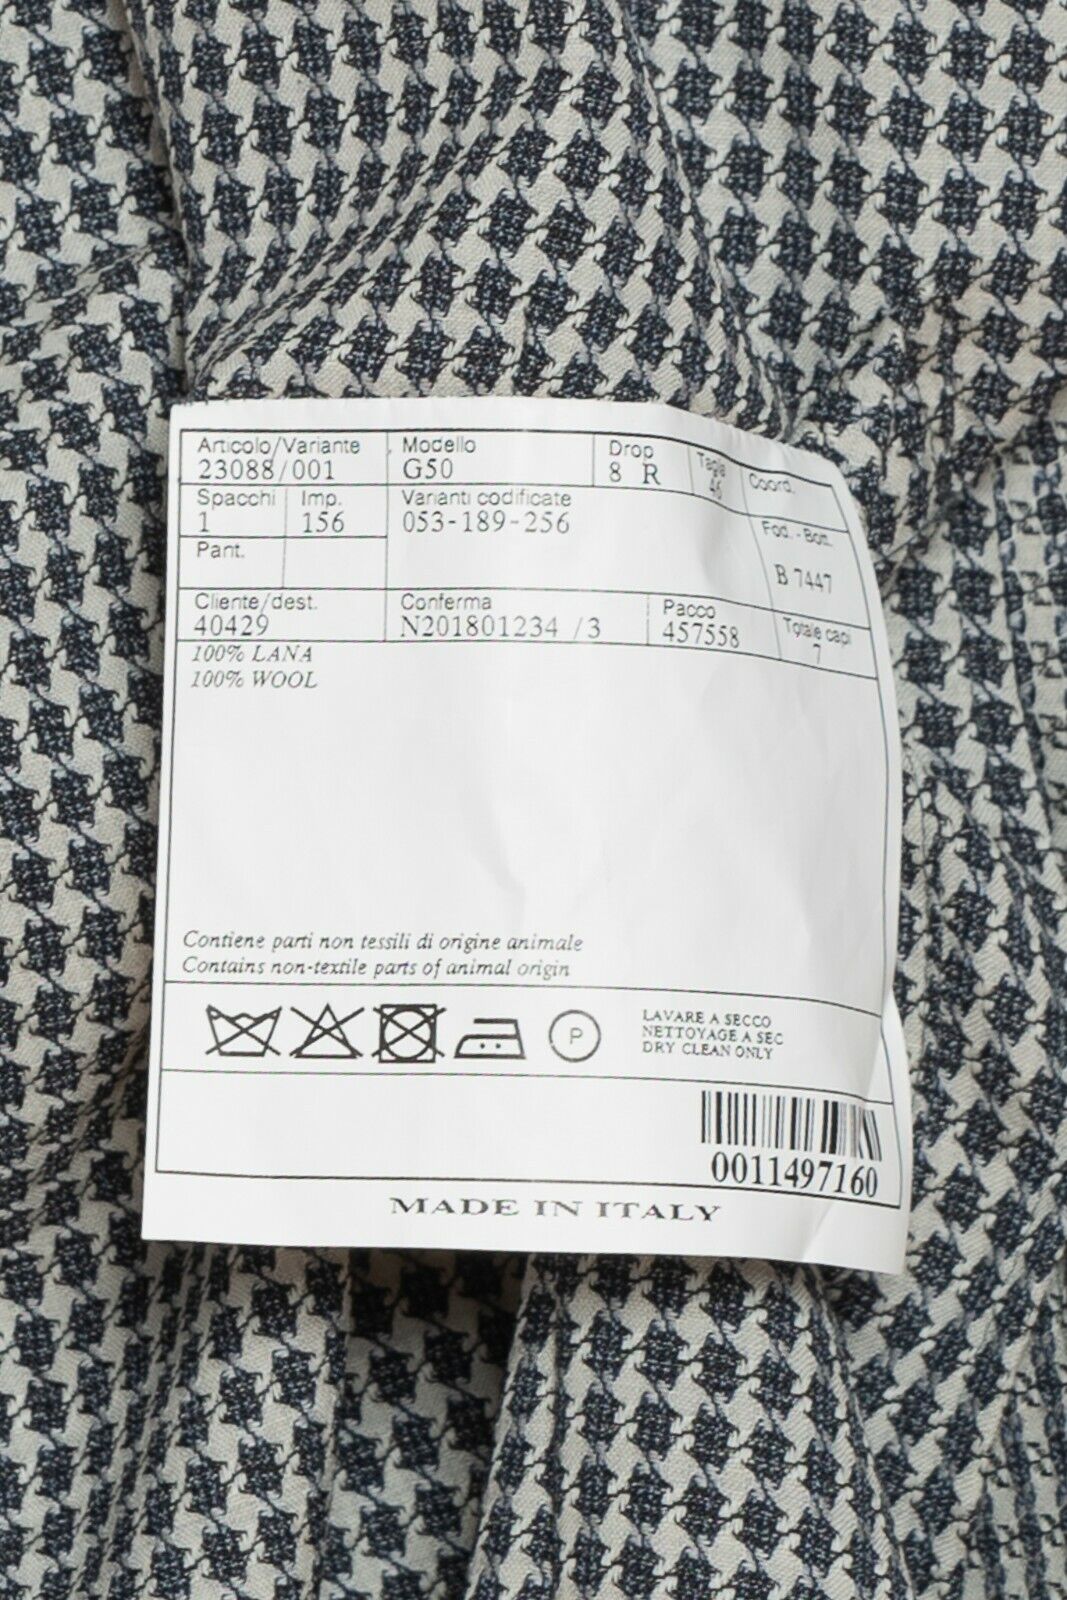 Articolo/Variante Modello Drop Taglia Coord.
23088/001 G50 8 R 46
Spacchi Imp. Varianti codificate Fod. - Bott.
1 156 053-189-256
Pant. B 7447
Cliente/dest. Conferma Pacco Totale capi
40429 N201801234 /3 457558 7
100% LANA
100% WOOL
Contiene parti non tessili di origine animale
Contains non-textile parts of animal origin
P
LAVARE A SECCO
NETTOYAGE A SEC
DRY CLEAN ONLY
0011497160
MADE IN ITALY